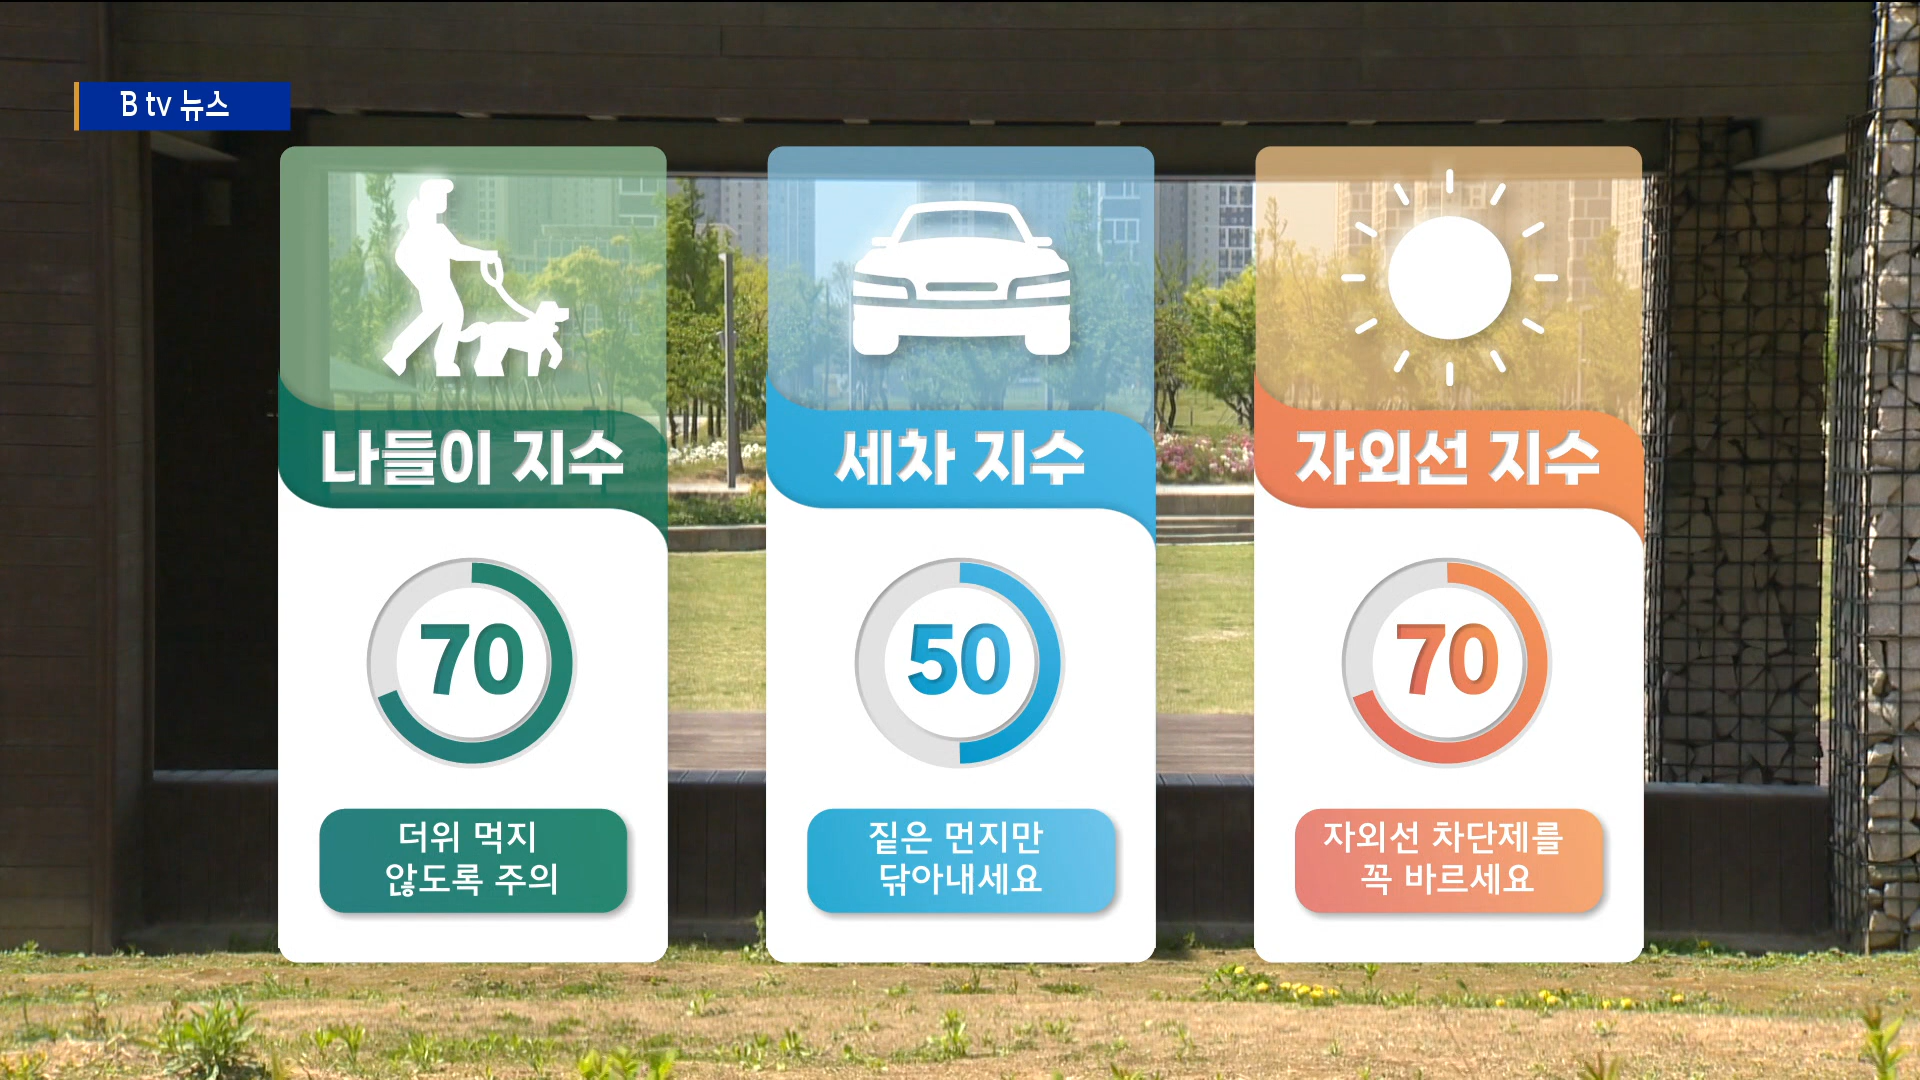 B tv 뉴스
나들이 지수
70
더위 먹지
않도록 주의
세차 지수
50
짙은 먼지만
닦아내세요
자외선 지수
70
자외선 차단제를
꼭 바르세요